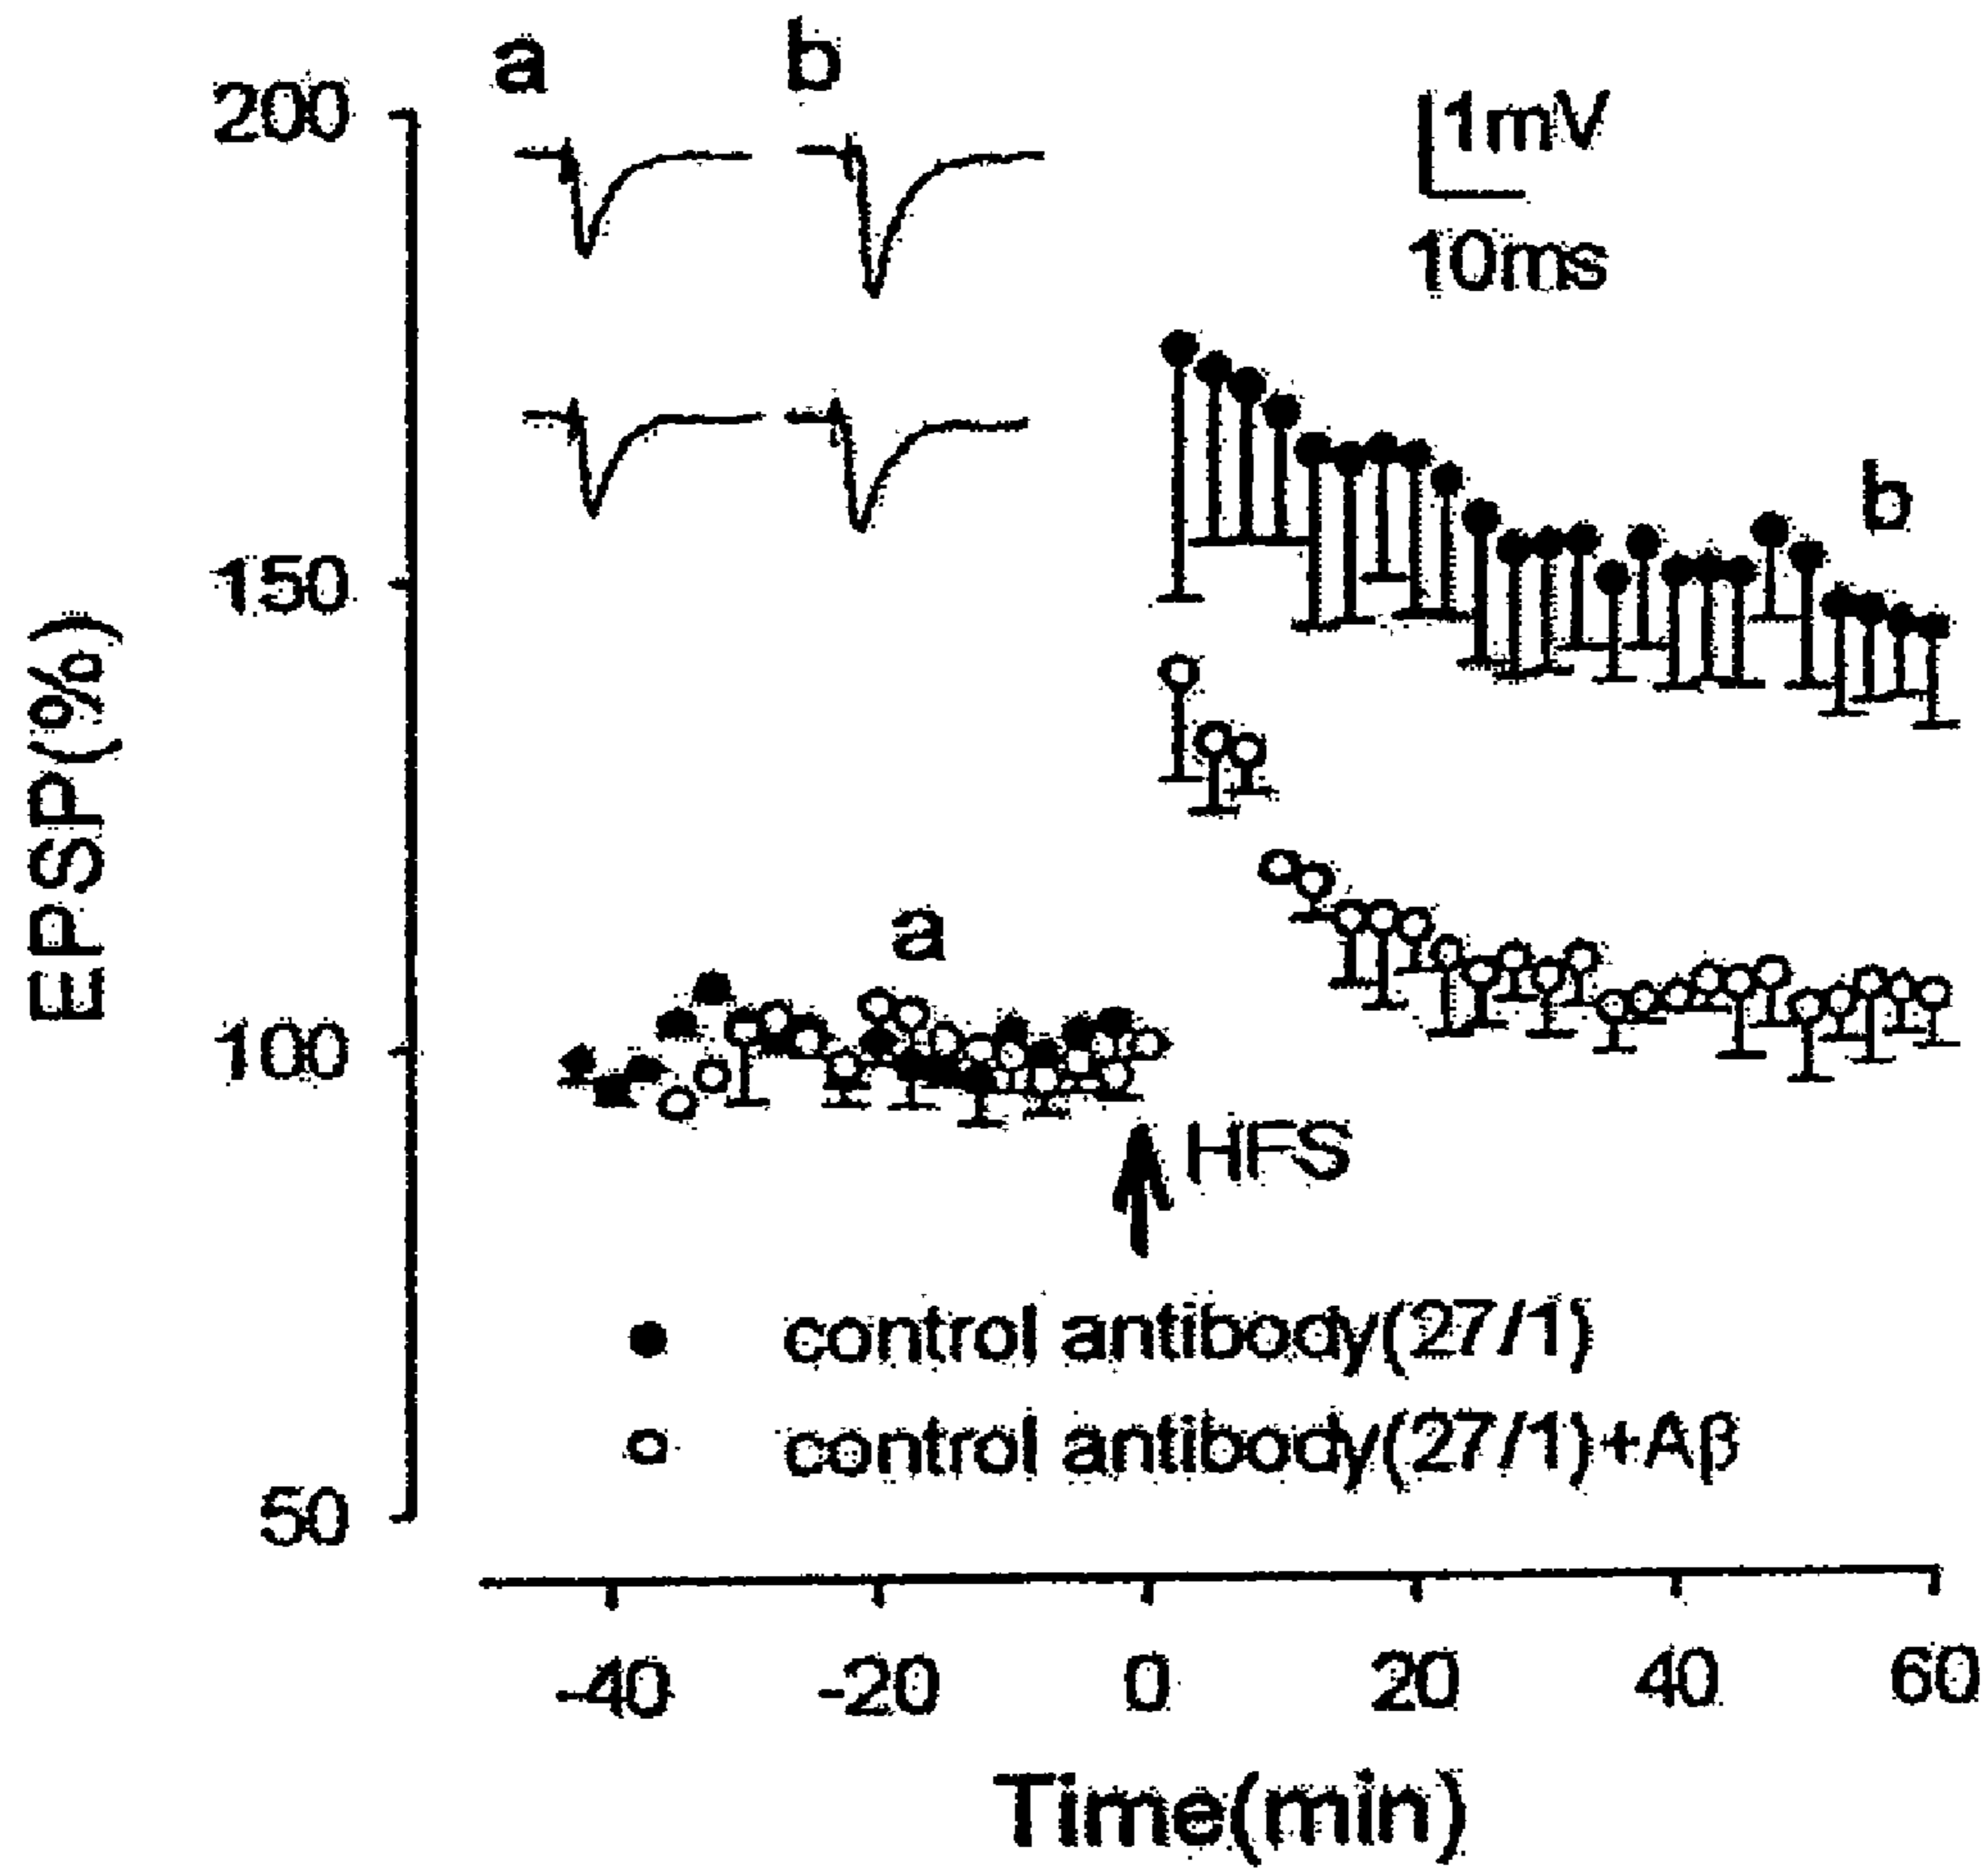 a b
200
1mV
10ms
b
150
EPSP(%)
a
100
HFS
control antibody(27/1)
control antibody(27/1)+Aβ
50
-40 -20 0 20 40 60
Time(min)